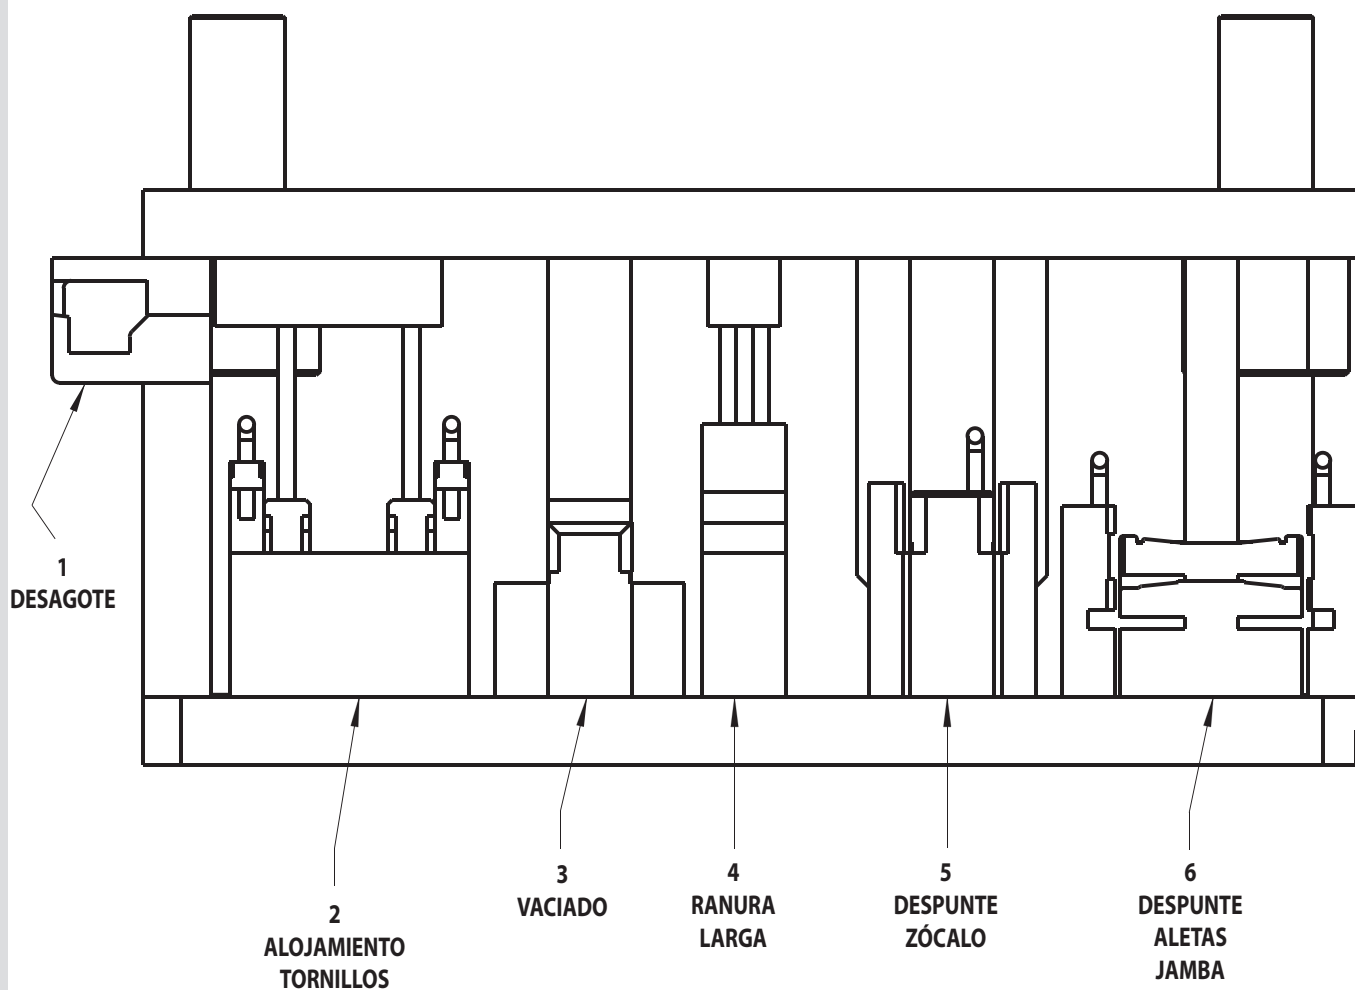 1
DESAGOTE
2
ALOJAMIENTO
TORNILLOS
3
VACIADO
4
RANURA
LARGA
5
DESPUNTE
ZÓCALO
6
DESPUNTE
ALETAS
JAMBA